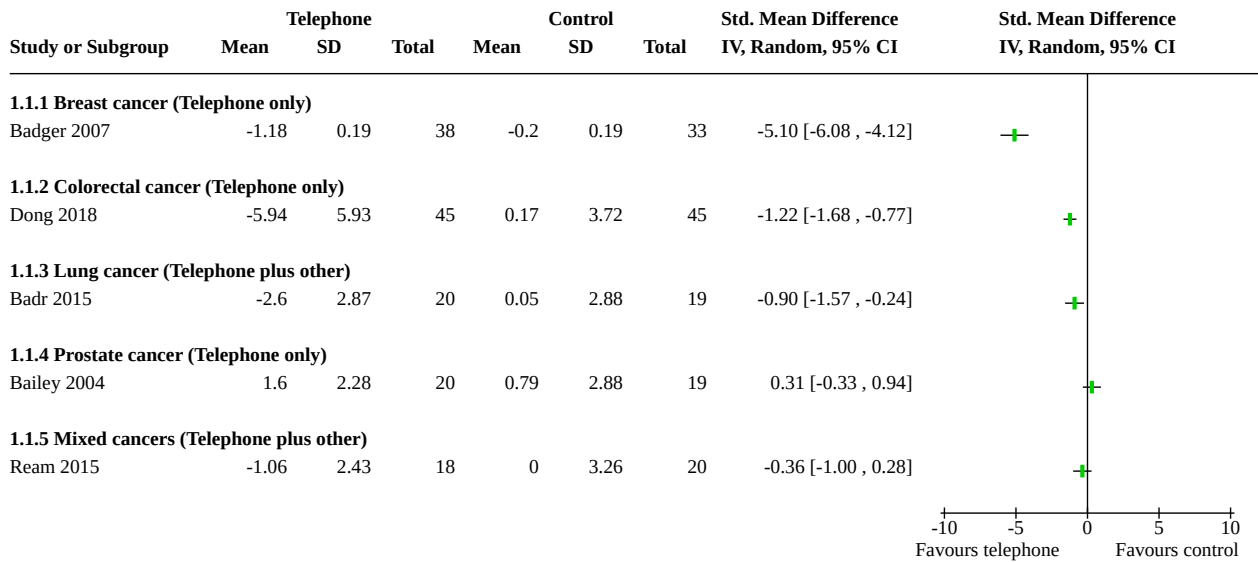 Telephone Control Std. Mean Difference Std. Mean Difference
Study or Subgroup Mean SD Total Mean SD Total IV, Random, 95% CI IV, Random, 95% CI
1.1.1 Breast cancer (Telephone only)
Badger 2007 -1.18 0.19 38 -0.2 0.19 33 -5.10 [-6.08 , -4.12]
1.1.2 Colorectal cancer (Telephone only)
Dong 2018 -5.94 5.93 45 0.17 3.72 45 -1.22 [-1.68 , -0.77]
1.1.3 Lung cancer (Telephone plus other)
Badr 2015 -2.6 2.87 20 0.05 2.88 19 -0.90 [-1.57 , -0.24]
1.1.4 Prostate cancer (Telephone only)
Bailey 2004 1.6 2.28 20 0.79 2.88 19 0.31 [-0.33 , 0.94]
1.1.5 Mixed cancers (Telephone plus other)
Ream 2015 -1.06 2.43 18 0 3.26 20 -0.36 [-1.00 , 0.28]
-10 -5 0 5 10
Favours telephone Favours control